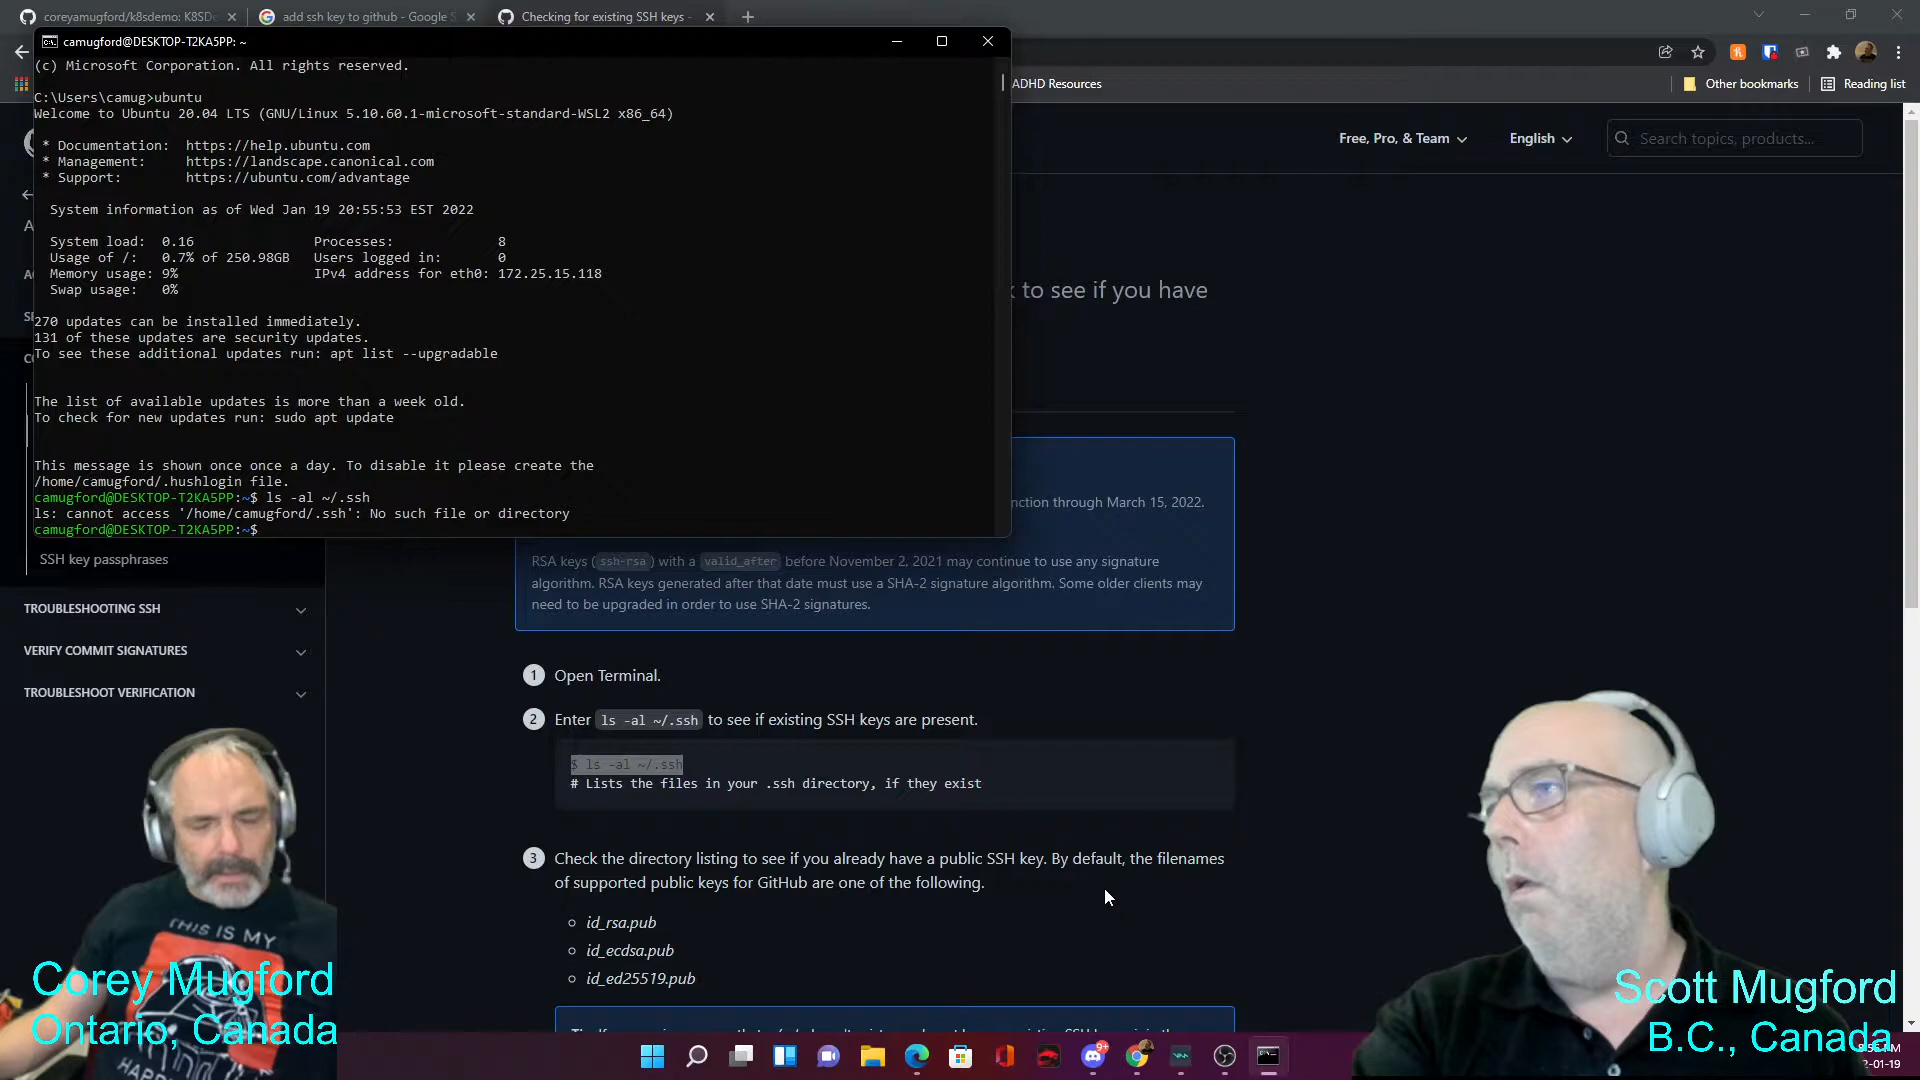 coreyamugford/k8sdemo: K8SDe
add ssh key to github - Google S
Checking for existing SSH keys -
camugford@DESKTOP-T2KA5PP: ~
(c) Microsoft Corporation. All rights reserved.
ADHD Resources
Other bookmarks
Reading list
C:\Users\camug>ubuntu
Welcome to Ubuntu 20.04 LTS (GNU/Linux 5.10.60.1-microsoft-standard-WSL2 x86_64)
* Documentation: https://help.ubuntu.com
* Management: https://landscape.canonical.com
* Support: https://ubuntu.com/advantage
Free, Pro, & Team
English
Search topics, products...
System information as of Wed Jan 19 20:55:53 EST 2022
System load: 0.16 Processes: 8
Usage of /: 0.7% of 250.98GB Users logged in: 0
Memory usage: 9% IPv4 address for eth0: 172.25.15.118
Swap usage: 0%
to see if you have
270 updates can be installed immediately.
131 of these updates are security updates.
To see these additional updates run: apt list --upgradable
The list of available updates is more than a week old.
To check for new updates run: sudo apt update
This message is shown once once a day. To disable it please create the
/home/camugford/.hushlogin file.
camugford@DESKTOP-T2KA5PP:~$ ls -al ~/.ssh
ls: cannot access '/home/camugford/.ssh': No such file or directory
camugford@DESKTOP-T2KA5PP:~$
through March 15, 2022.
SSH key passphrases
TROUBLESHOOTING SSH
VERIFY COMMIT SIGNATURES
TROUBLESHOOT VERIFICATION
RSA keys (ssh-rsa) with a valid_after before November 2, 2021 may continue to use any signature
algorithm. RSA keys generated after that date must use a SHA-2 signature algorithm. Some older clients may
need to be upgraded in order to use SHA-2 signatures.
1 Open Terminal.
2 Enter ls -al ~/.ssh to see if existing SSH keys are present.
$ ls -al ~/.ssh
# Lists the files in your .ssh directory, if they exist
3 Check the directory listing to see if you already have a public SSH key. By default, the filenames
of supported public keys for GitHub are one of the following.
id_rsa.pub
id_ecdsa.pub
id_ed25519.pub
THIS IS MY
HAPPY
Corey Mugford
Ontario, Canada
Scott Mugford
B.C., Canada
9+
2-01-19